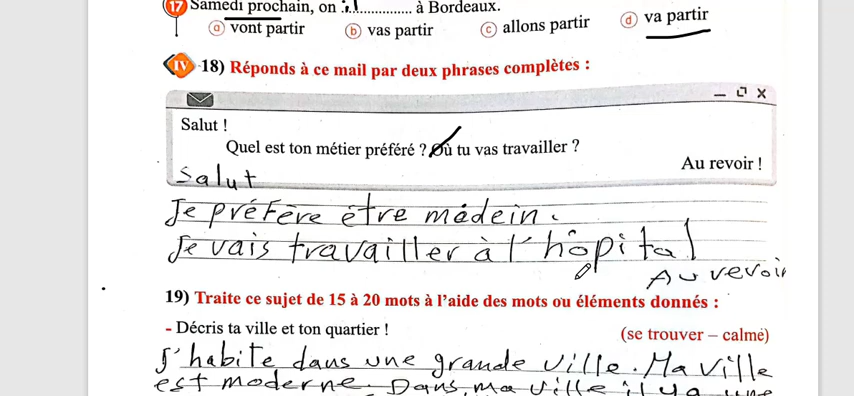 17 Samedi prochain, on ............... à Bordeaux.
a vont partir b vas partir c allons partir d va partir
IV 18) Réponds à ce mail par deux phrases complètes :
Salut !
Quel est ton métier préféré ? Où tu vas travailler ?
Au revoir !
Salut
Je préfère être médein.
Je vais travailler à l'hôpital
Au revoir
19) Traite ce sujet de 15 à 20 mots à l'aide des mots ou éléments donnés :
- Décris ta ville et ton quartier ! (se trouver – calme)
J'habite dans une grande ville. Ma ville
est moderne. Dans ma ville il y a une